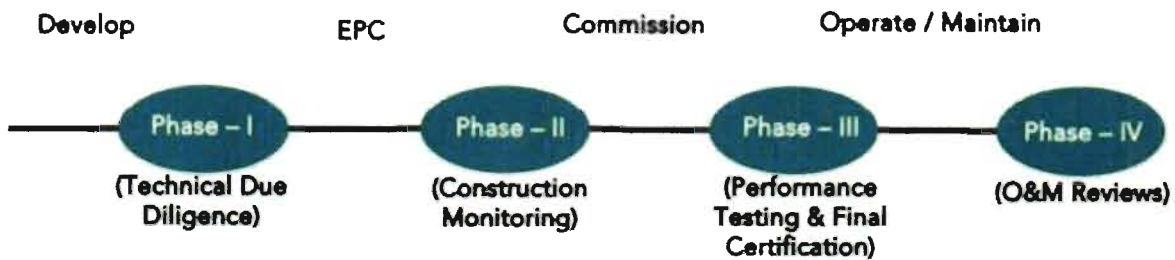 Develop EPC Commission Operate / Maintain
Phase – I Phase – II Phase – III Phase – IV
(Technical Due
Diligence)
(Construction
Monitoring)
(Performance
Testing & Final
Certification)
(O&M Reviews)